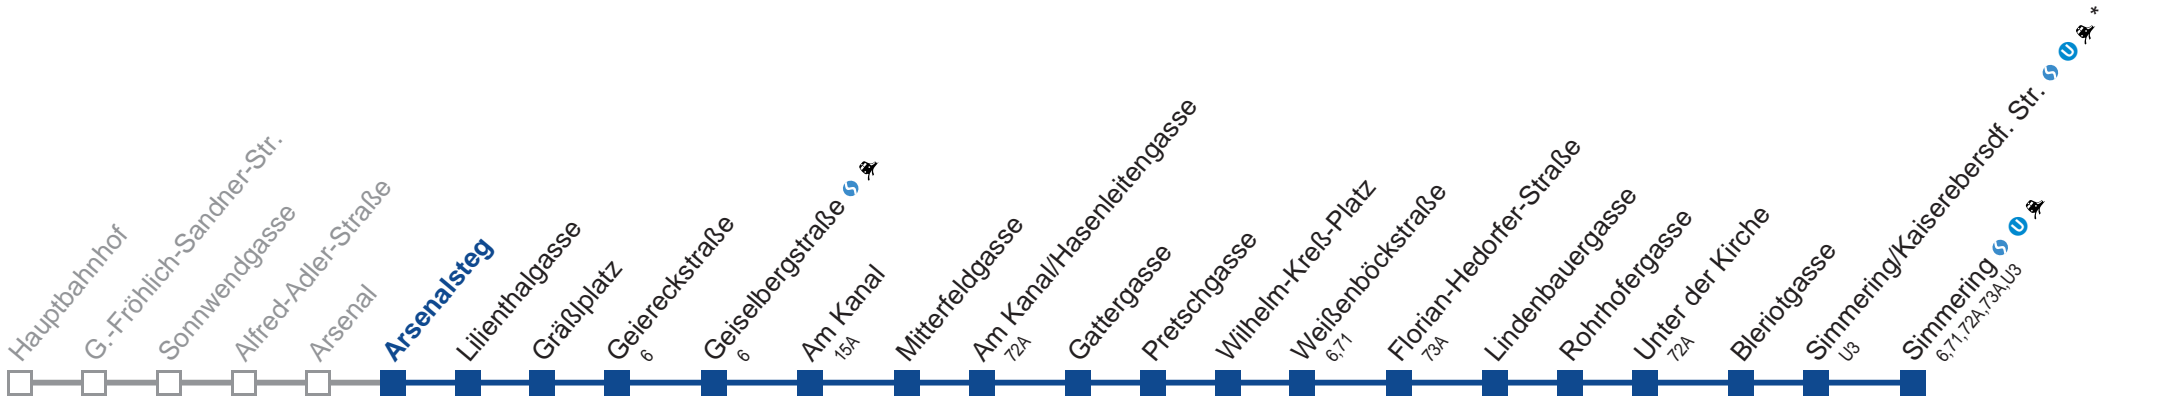 Hauptbahnhof
G.-Fröhlich-Sandner-Str.
Sonnwendgasse
Alfred-Adler-Straße
Arsenal
Arsenalsteg
Lilienthalgasse
Gräßlplatz
Geiereckstraße
6
Geiselbergstraße S
6
Am Kanal
15A
Mitterfeldgasse
Am Kanal/Hasenleitengasse
72A
Gattergasse
Pretschgasse
Wilhelm-Kreß-Platz
Weißenböckstraße
6,71
Florian-Hedorfer-Straße
73A
Lindenbauergasse
Rohrhofergasse
Unter der Kirche
72A
Bleriotgasse
Simmering/Kaiserebersdf. Str. S U *
U3
Simmering S U
6,71,72A,73A,U3